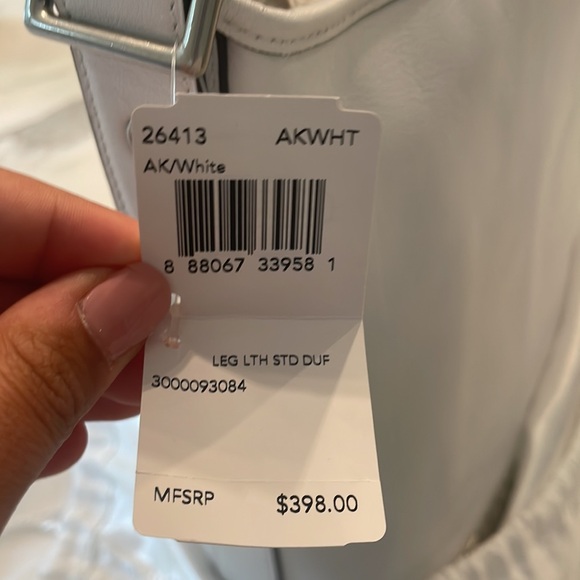 26413 AKWHT
AK/White
8 88067 33958 1
LEG LTH STD DUF
3000093084
MFSRP $398.00